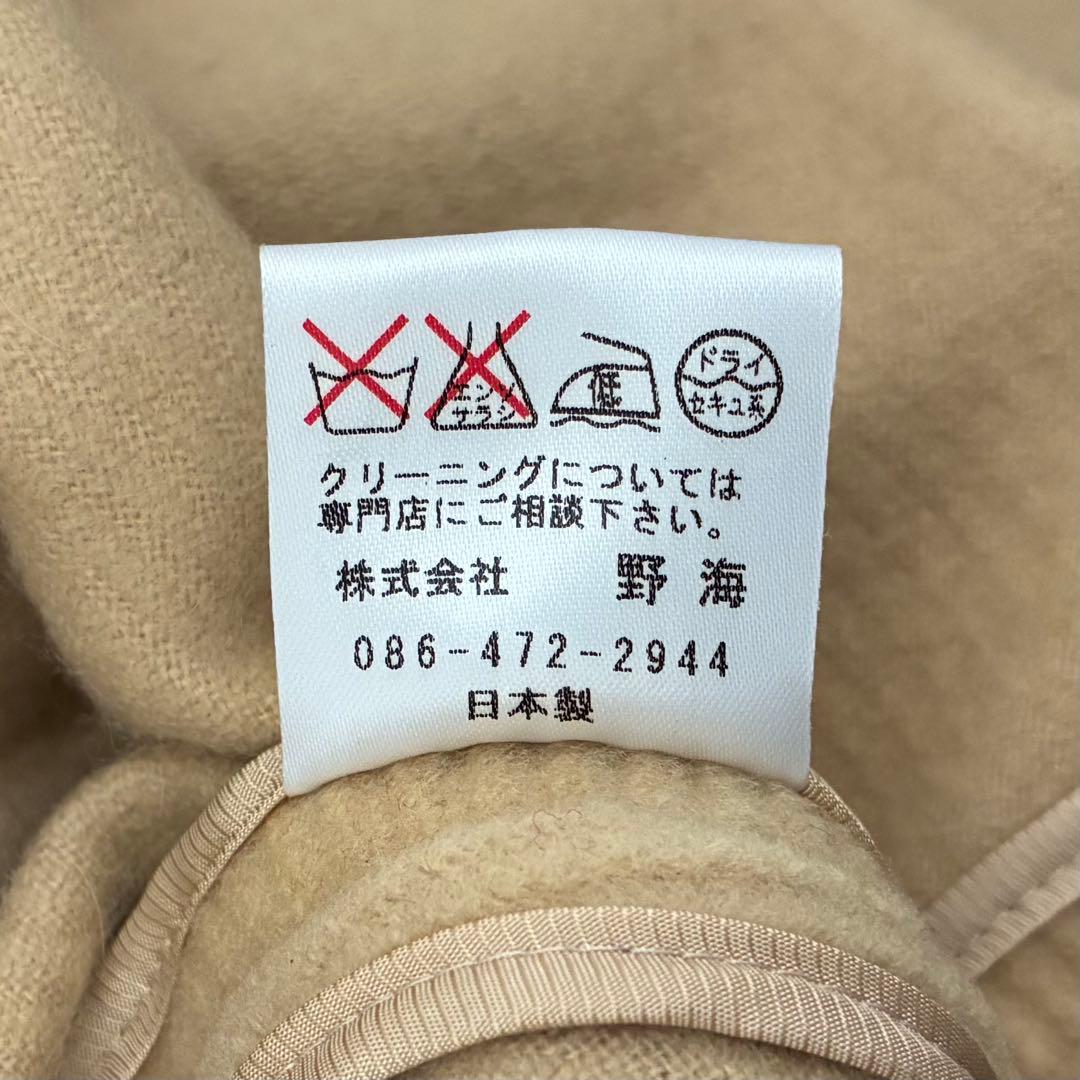 エンソ
サラシ
低
ドライ
セキユ系
クリーニングについては
専門店にご相談下さい。
株式会社 野海
086-472-2944
日本製